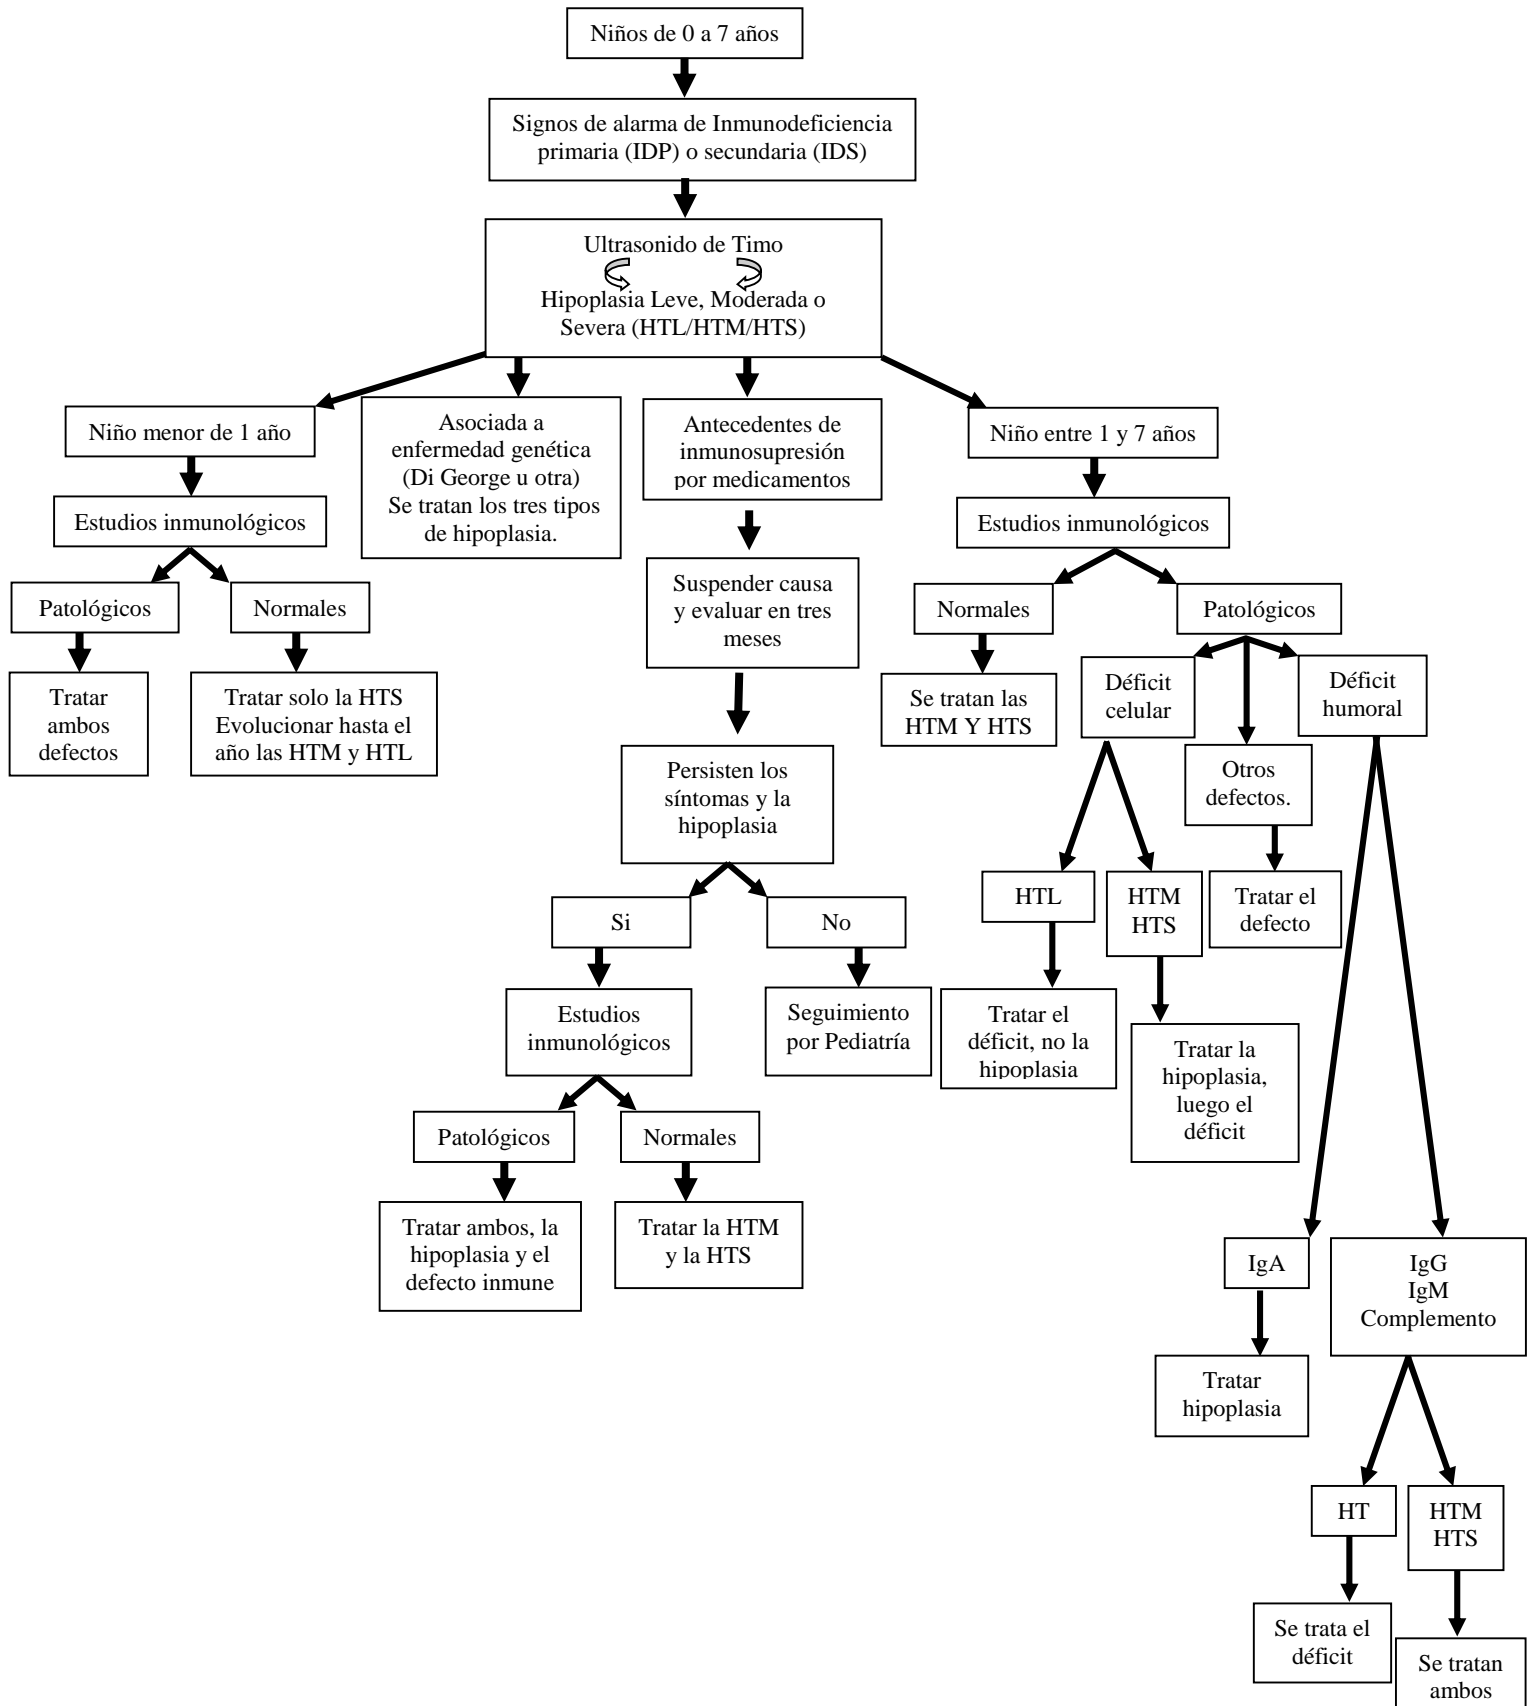 Niños de 0 a 7 años
Signos de alarma de Inmunodeficiencia
primaria (IDP) o secundaria (IDS)
Ultrasonido de Timo
Hipoplasia Leve, Moderada o
Severa (HTL/HTM/HTS)
Niño menor de 1 año
Estudios inmunológicos
Patológicos
Normales
Tratar
ambos
defectos
Tratar solo la HTS
Evolucionar hasta el
año las HTM y HTL
Asociada a
enfermedad genética
(Di George u otra)
Se tratan los tres tipos
de hipoplasia.
Antecedentes de
inmunosupresión
por medicamentos
Suspender causa
y evaluar en tres
meses
Persisten los
síntomas y la
hipoplasia
Si
No
Estudios
inmunológicos
Seguimiento
por Pediatría
Patológicos
Normales
Tratar ambos, la
hipoplasia y el
defecto inmune
Tratar la HTM
y la HTS
Niño entre 1 y 7 años
Estudios inmunológicos
Normales
Patológicos
Se tratan las
HTM Y HTS
Déficit
celular
Otros
defectos.
Déficit
humoral
HTL
HTM
HTS
Tratar el
defecto
Tratar el
déficit, no la
hipoplasia
Tratar la
hipoplasia,
luego el
déficit
IgA
IgG
IgM
Complemento
Tratar
hipoplasia
HT
HTM
HTS
Se trata el
déficit
Se tratan
ambos